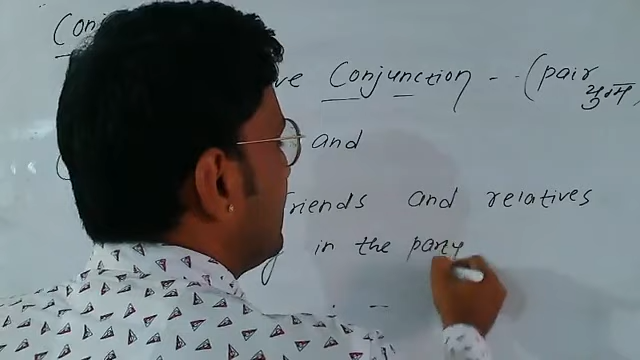 Con
ve Conjunction - - (pair
युग्म
and
Friends and relatives
in the party